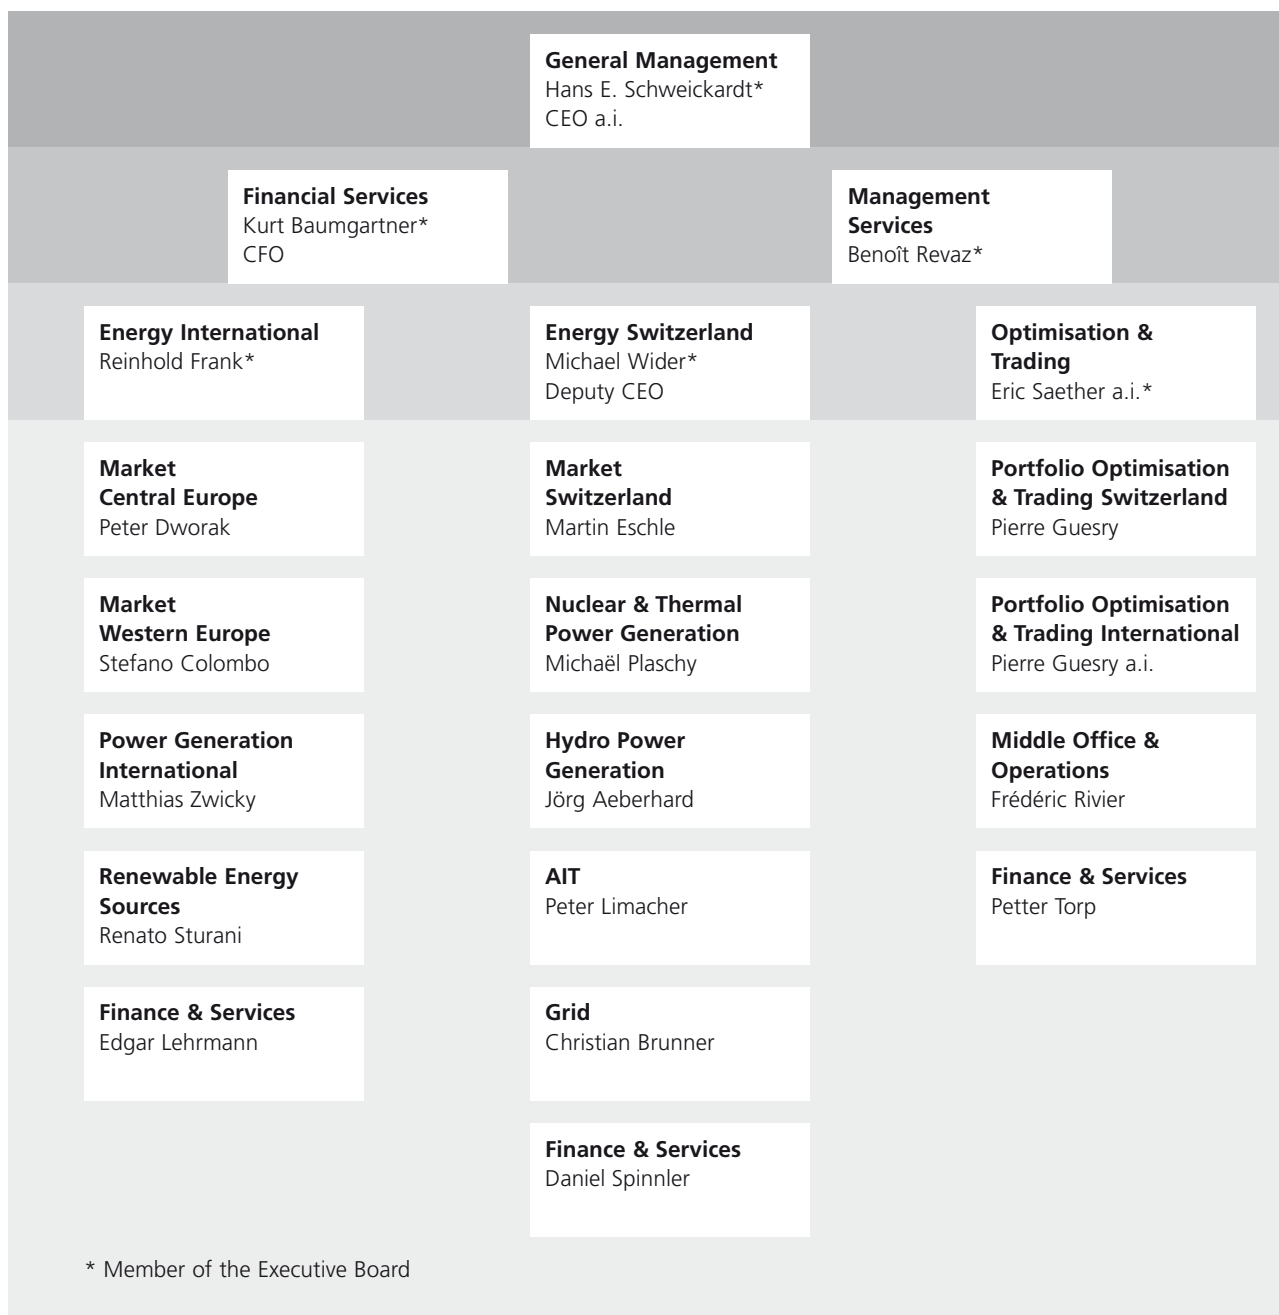 General Management
Hans E. Schweickardt*
CEO a.i.
Financial Services
Kurt Baumgartner*
CFO
Management
Services
Benoît Revaz*
Energy International
Reinhold Frank*
Energy Switzerland
Michael Wider*
Deputy CEO
Optimisation &
Trading
Eric Saether a.i.*
Market
Central Europe
Peter Dworak
Market
Switzerland
Martin Eschle
Portfolio Optimisation
& Trading Switzerland
Pierre Guesry
Market
Western Europe
Stefano Colombo
Nuclear & Thermal
Power Generation
Michaël Plaschy
Portfolio Optimisation
& Trading International
Pierre Guesry a.i.
Power Generation
International
Matthias Zwicky
Hydro Power
Generation
Jörg Aeberhard
Middle Office &
Operations
Frédéric Rivier
Renewable Energy
Sources
Renato Sturani
AIT
Peter Limacher
Finance & Services
Petter Torp
Finance & Services
Edgar Lehrmann
Grid
Christian Brunner
Finance & Services
Daniel Spinnler
* Member of the Executive Board